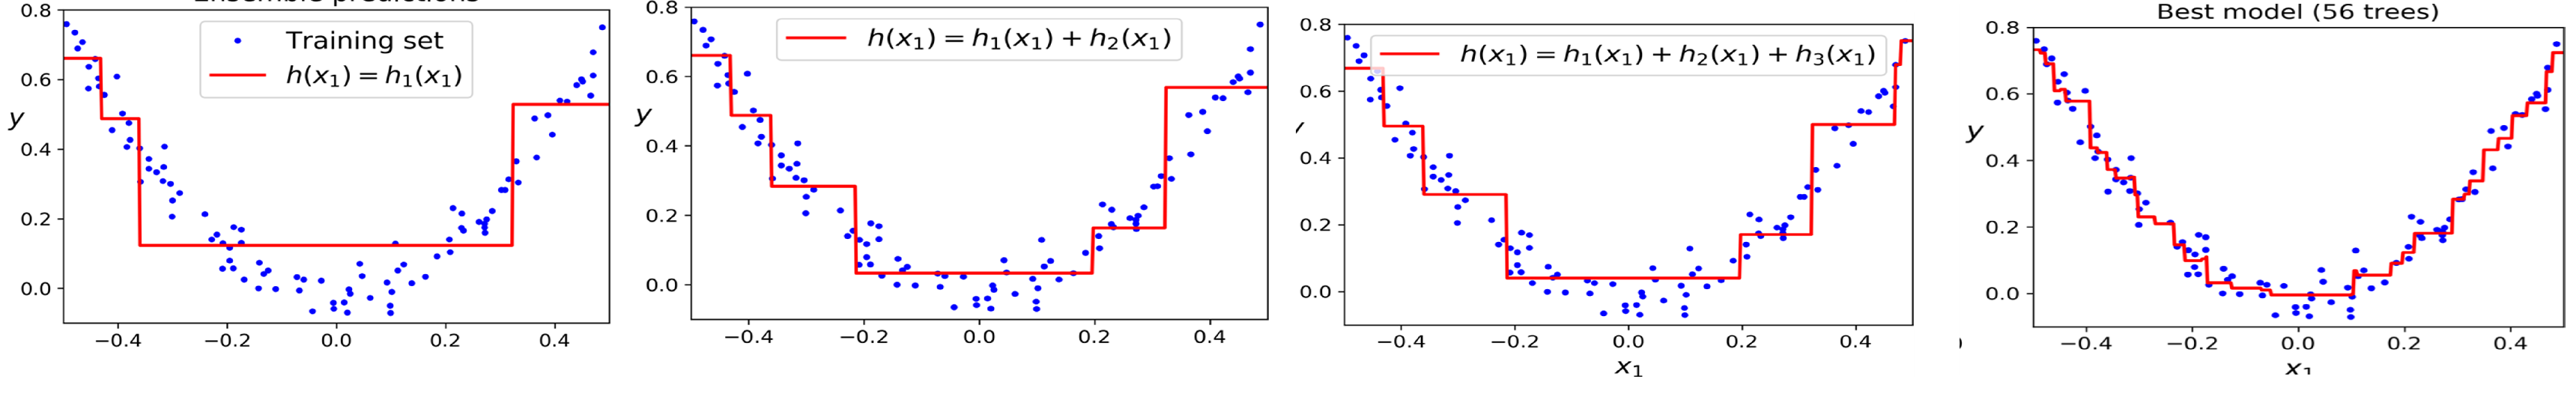 Ensemble predictions
0.8
0.6
y
0.4
0.2
0.0
−0.4 −0.2 0.0 0.2 0.4
Training set
h(x₁) = h₁(x₁)
0.8
0.6
y
0.4
0.2
0.0
−0.4 −0.2 0.0 0.2 0.4
h(x₁) = h₁(x₁) + h₂(x₁)
0.8
0.6
0.4
0.2
0.0
−0.4 −0.2 0.0 0.2 0.4
x₁
h(x₁) = h₁(x₁) + h₂(x₁) + h₃(x₁)
Best model (56 trees)
0.8
0.6
y
0.4
0.2
0.0
−0.4 −0.2 0.0 0.2 0.4
x₁